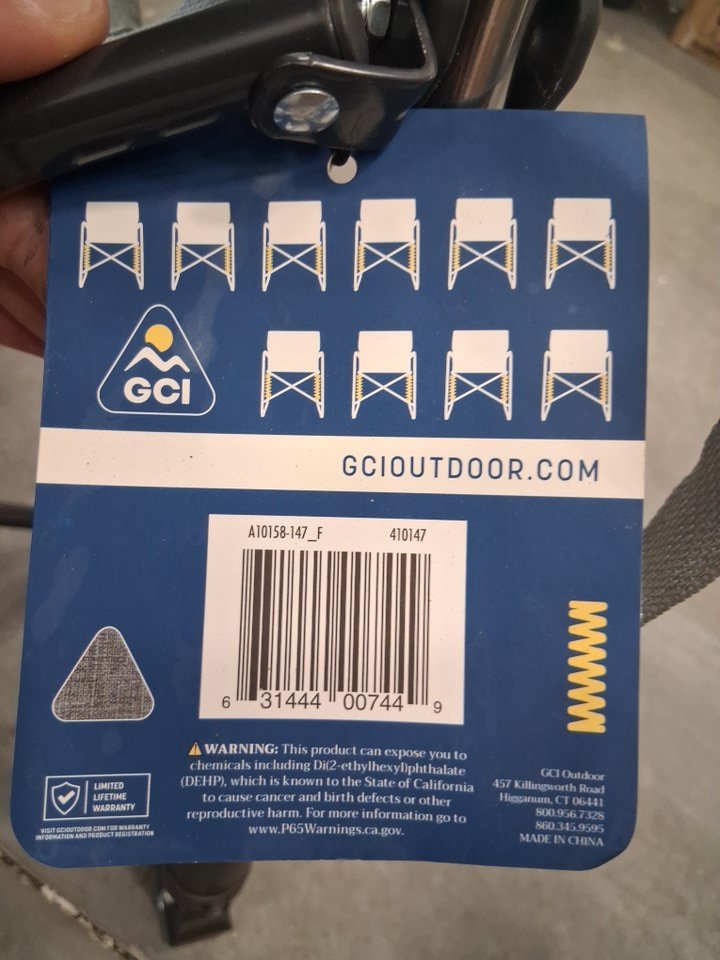 GCI
GCIOUTDOOR.COM
A10158-147_F 410147
6 31444 00744 9
WARNING: This product can expose you to
chemicals including Di(2-ethylhexyl)phthalate
(DEHP), which is known to the State of California
to cause cancer and birth defects or other
reproductive harm. For more information go to
www.P65Warnings.ca.gov.
LIMITED
LIFETIME
WARRANTY
VISIT GCIOUTDOOR.COM FOR WARRANTY
INFORMATION AND PRODUCT REGISTRATION
GCI Outdoor
457 Killingworth Road
Higganum, CT 06441
800.956.7328
860.345.9595
MADE IN CHINA